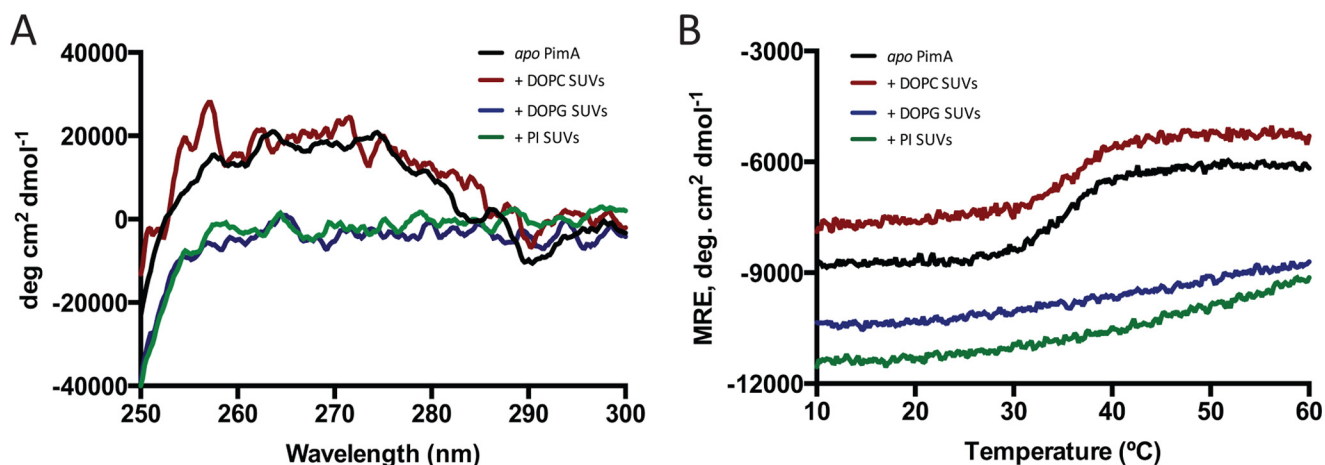 A
40000
20000
0
-20000
-40000
deg cm² dmol⁻¹
apo PimA
+ DOPC SUVs
+ DOPG SUVs
+ PI SUVs
250 260 270 280 290 300
Wavelength (nm)
B
-3000
-6000
-9000
-12000
MRE, deg. cm² dmol⁻¹
apo PimA
+ DOPC SUVs
+ DOPG SUVs
+ PI SUVs
10 20 30 40 50 60
Temperature (ºC)